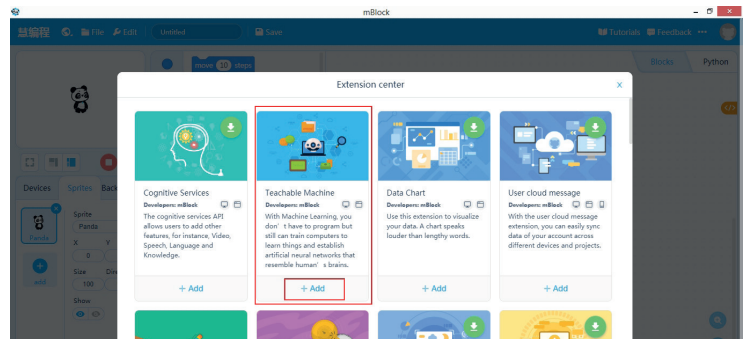 mBlock
慧编程 File Edit Untitled Save Tutorials Feedback
move 10 steps
Blocks Python
Extension center x
Devices Sprites Back
Sprite
Panda
Panda
X Y
0
Size Dire
100
add
Show
Cognitive Services
Developers: mBlock
The cognitive services API
allows users to add other
features, for instance, Video,
Speech, Language and
Knowledge.
+ Add
Teachable Machine
Developers: mBlock
With Machine Learning, you
don' t have to program but
still can train computers to
learn things and establish
artificial neural networks that
resemble human' s brains.
+ Add
Data Chart
Developers: mBlock
Use this extension to visualize
your data. A chart speaks
louder than lengthy words.
+ Add
User cloud message
Developers: mBlock
With the user cloud message
extension, you can easily sync
data of your account across
different devices and projects.
+ Add